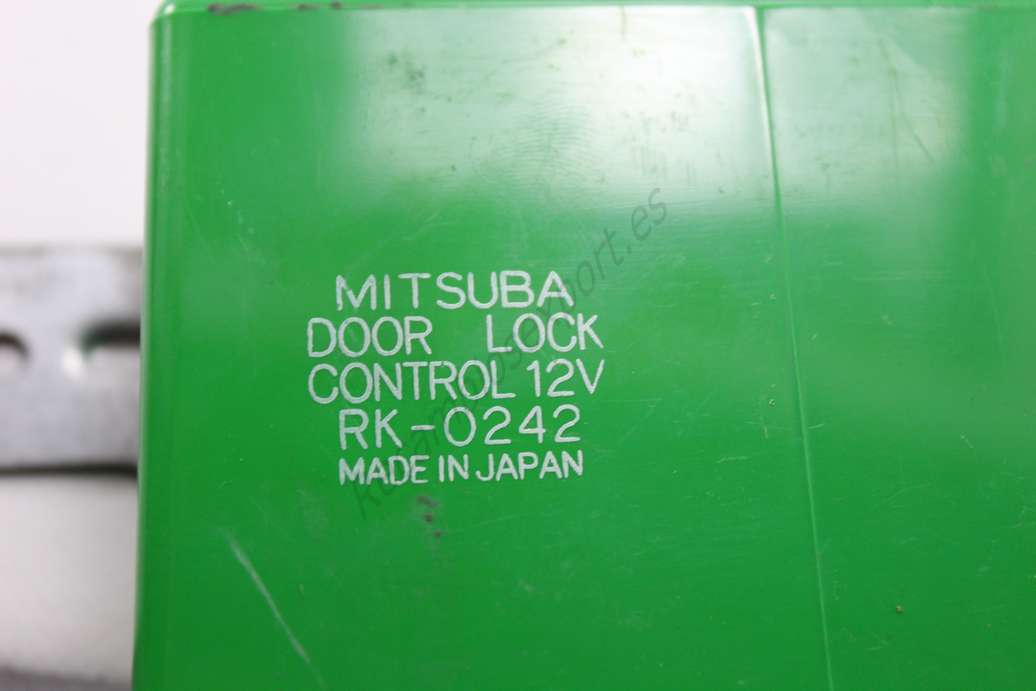 MITSUBA
DOOR LOCK
CONTROL 12V
RK-0242
MADE IN JAPAN